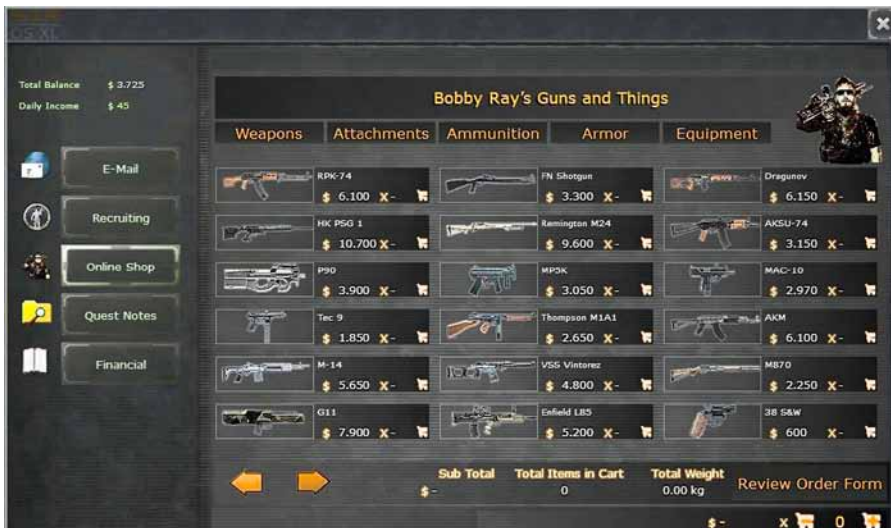 OS XL
Total Balance $ 3.725
Daily Income $ 45
E-Mail
Recruiting
Online Shop
Quest Notes
Financial
Bobby Ray's Guns and Things
Weapons Attachments Ammunition Armor Equipment
RPK-74
$ 6.100 X -
FN Shotgun
$ 3.300 X -
Dragunov
$ 6.150 X -
HK PSG 1
10.700 X -
Remington M24
$ 9.600 X -
AKSU-74
$ 3.150 X -
P90
$ 3.900 X -
MP5K
$ 3.050 X -
MAC-10
$ 2.970 X -
Tec 9
$ 1.850 X -
Thompson M1A1
$ 2.650 X -
AKM
$ 6.100 X -
M-14
$ 5.650 X -
VSS Vintorez
$ 4.800 X -
M870
$ 2.250 X -
G11
$ 7.900 X -
Enfield L85
$ 5.200 X -
38 S&W
$ 600 X -
Sub Total Total Items in Cart Total Weight
$ - 0 0.00 kg
Review Order Form
$ - X 0